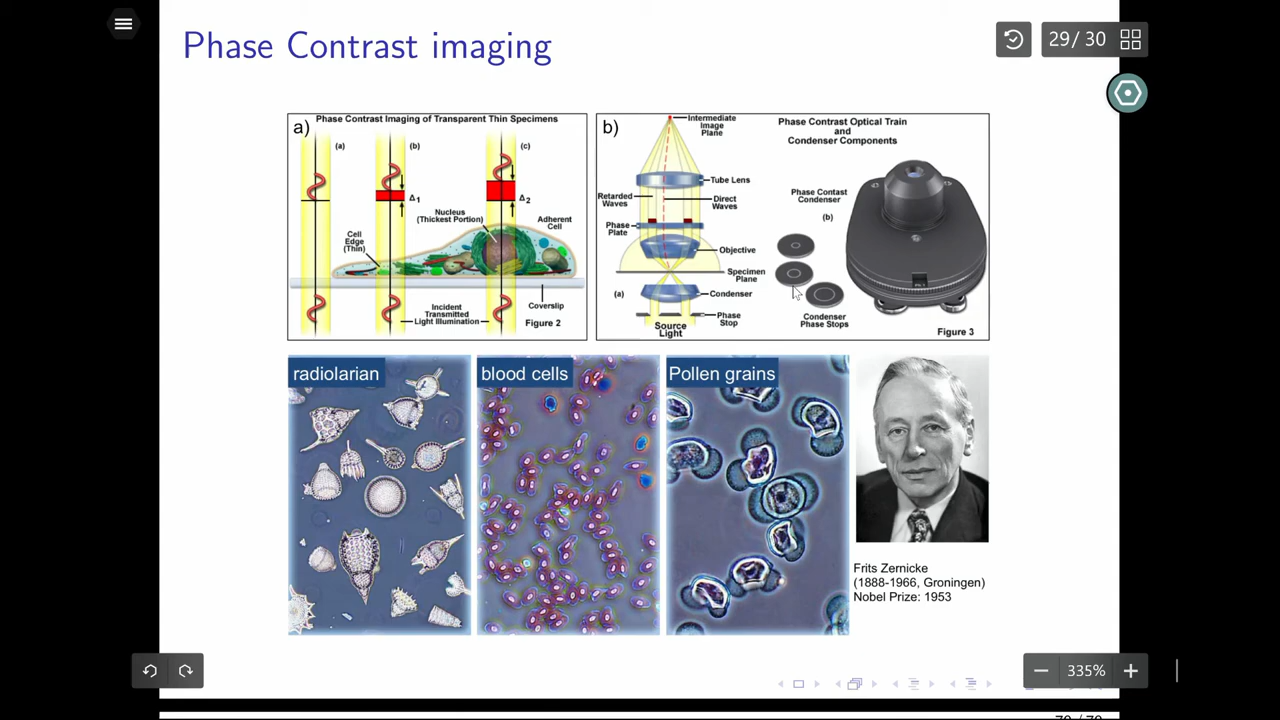 Phase Contrast imaging
29/ 30
a)
Phase Contrast Imaging of Transparent Thin Specimens
(a)
(b)
(c)
Δ1
Δ2
Nucleus
(Thickest Portion)
Adherent
Cell
Cell
Edge
(Thin)
Incident
Transmitted
Light Illumination
Coverslip
Figure 2
b)
Intermediate
Image
Plane
Phase Contrast Optical Train
and
Condenser Components
Tube Lens
Retarded
Waves
Direct
Waves
Phase
Plate
Objective
Specimen
Plane
(a)
Condenser
Phase
Stop
Source
Light
Phase Contast
Condenser
(b)
Condenser
Phase Stops
Figure 3
radiolarian
blood cells
Pollen grains
Frits Zernicke
(1888-1966, Groningen)
Nobel Prize: 1953
335%